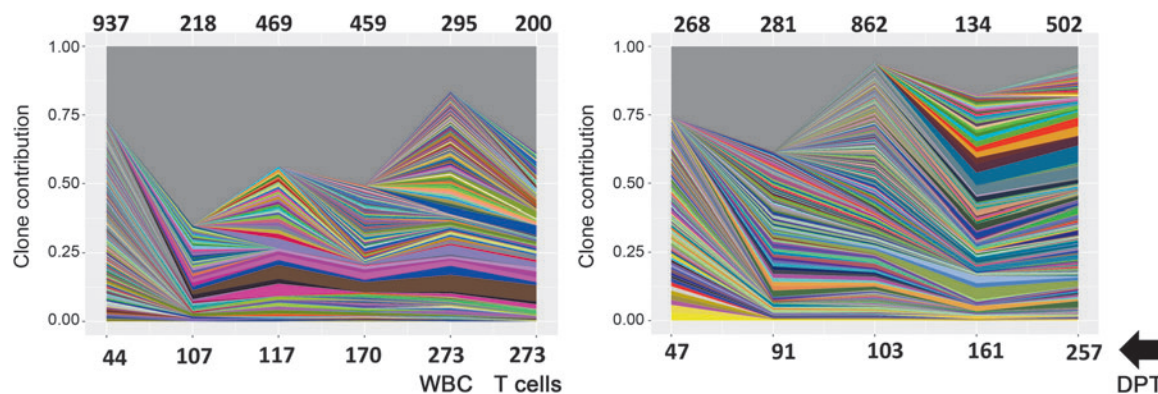 937 218 469 459 295 200
1.00
0.75
0.50
0.25
0.00
Clone contribution
44 107 117 170 273 273
WBC T cells
268 281 862 134 502
1.00
0.75
0.50
0.25
0.00
Clone contribution
47 91 103 161 257
DPT